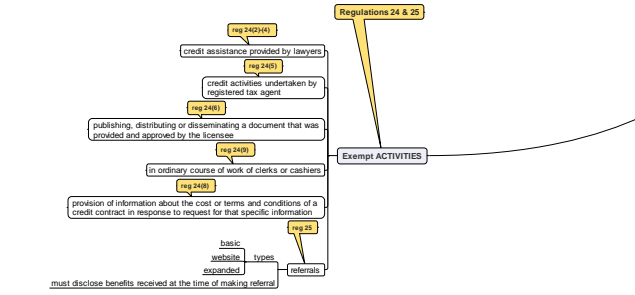 Regulations 24 & 25
reg 24(2)-(4)
credit assistance provided by lawyers
reg 24(5)
credit activities undertaken by
registered tax agent
reg 24(6)
publishing, distributing or disseminating a document that was
provided and approved by the licensee
Exempt ACTIVITIES
reg 24(9)
in ordinary course of work of clerks or cashiers
reg 24(8)
provision of information about the cost or terms and conditions of a
credit contract in response to request for that specific information
reg 25
basic
website
types
expanded
referrals
must disclose benefits received at the time of making referral